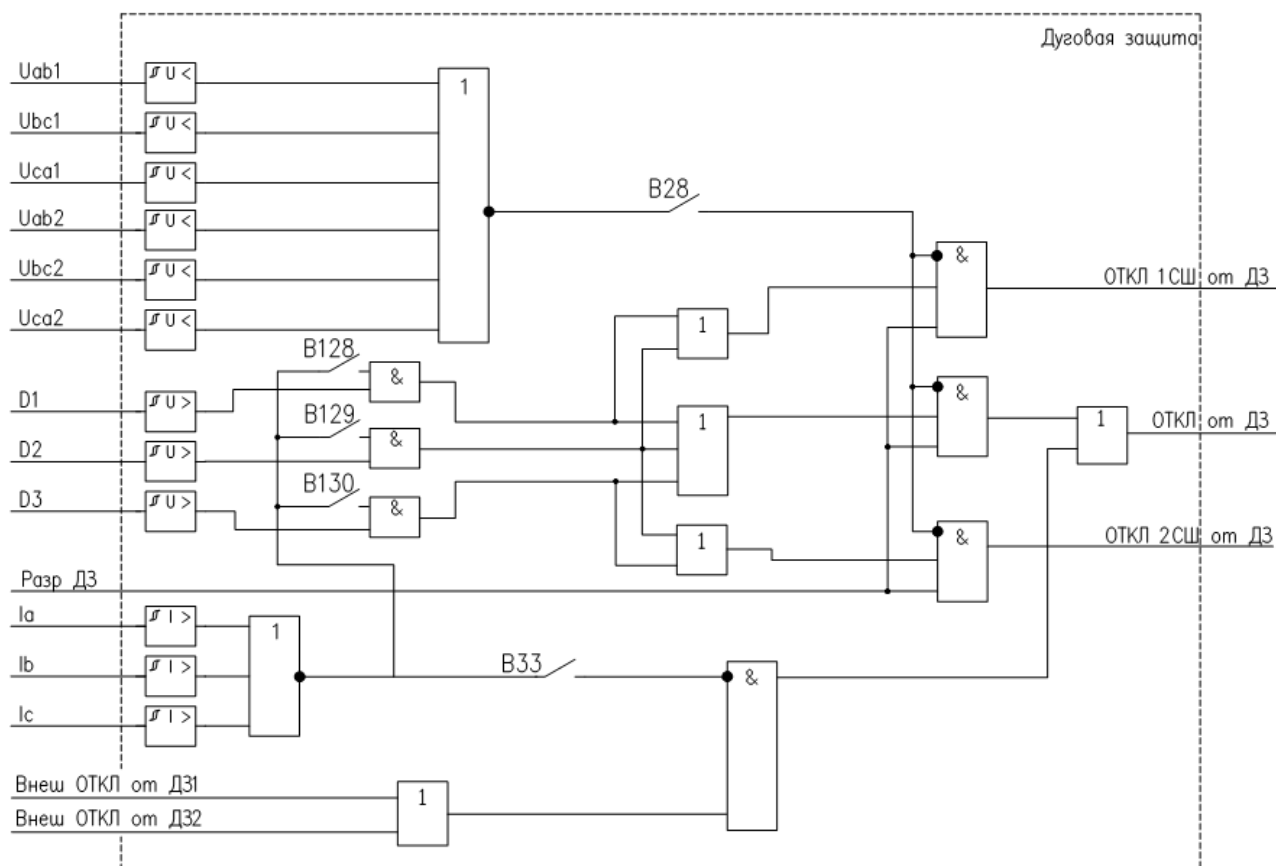 Дуговая защита
Uab1
U <
1
Ubc1
U <
Uca1
U <
B28
Uab2
U <
&
Ubc2
U <
ОТКЛ 1СШ от ДЗ
Uca2
U <
1
B128
&
&
D1
U >
B129
1
1
ОТКЛ от ДЗ
&
D2
U >
B130
D3
U >
&
1
&
ОТКЛ 2СШ от ДЗ
Разр ДЗ
Ia
I >
1
Ib
I >
B33
&
Ic
I >
Внеш ОТКЛ от ДЗ1
1
Внеш ОТКЛ от ДЗ2